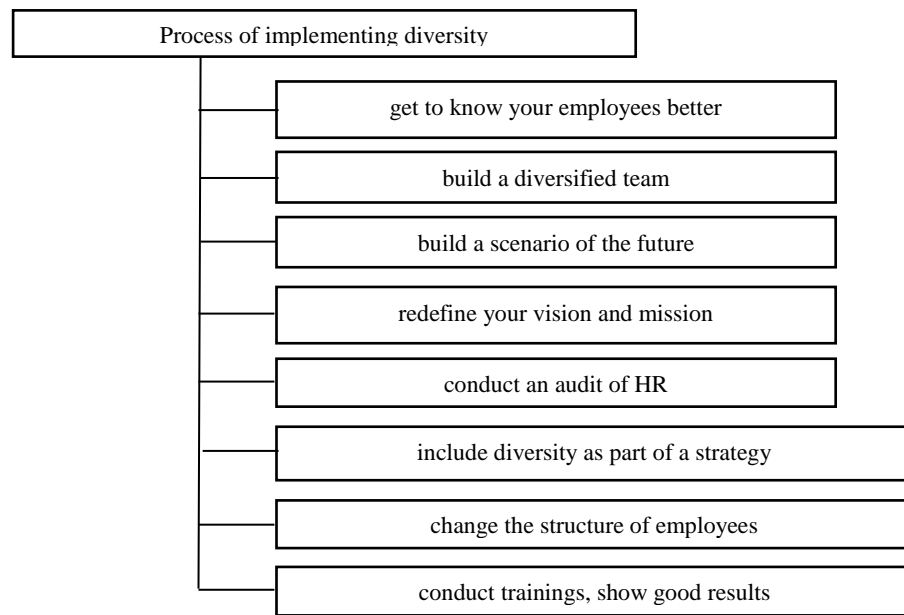 Process of implementing diversity
get to know your employees better
build a diversified team
build a scenario of the future
redefine your vision and mission
conduct an audit of HR
include diversity as part of a strategy
change the structure of employees
conduct trainings, show good results